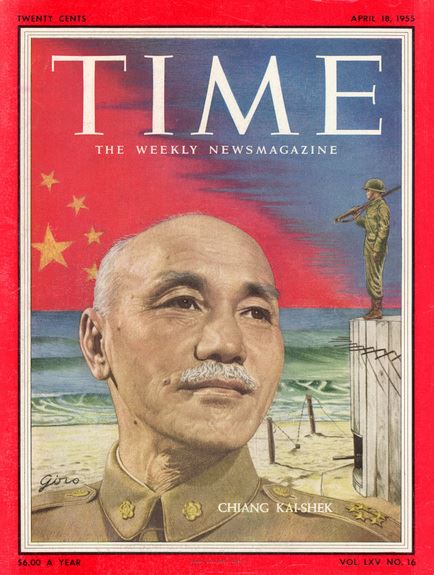 TWENTY CENTS
APRIL 18, 1955
TIME
THE WEEKLY NEWSMAGAZINE
Giro
CHIANG KAI-SHEK
$6.00 A YEAR
VOL. LXV NO. 16